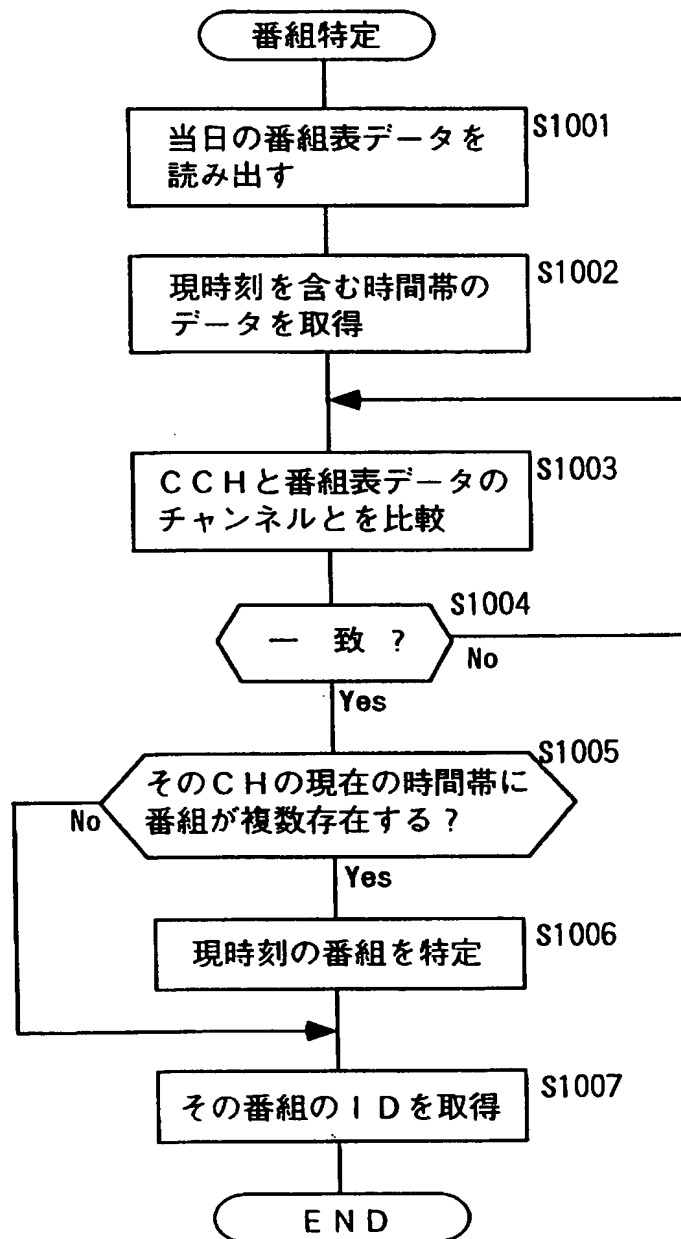 番組特定
当日の番組表データを
読み出す
S1001
現時刻を含む時間帯の
データを取得
S1002
CCHと番組表データの
チャンネルとを比較
S1003
一致?
S1004
No
Yes
そのCHの現在の時間帯に
番組が複数存在する?
S1005
No
Yes
現時刻の番組を特定
S1006
その番組のIDを取得
S1007
END